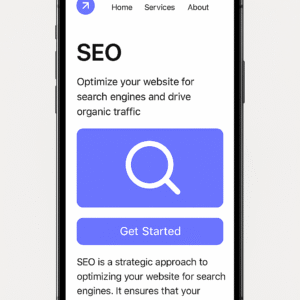 Home Services About
SEO
Optimize your website for
search engines and drive
organic traffic
Get Started
SEO is a strategic approach to
optimizing your website for search
engines. It ensures that your